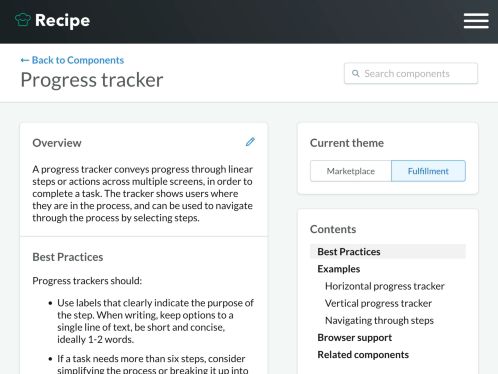 Recipe
← Back to Components
Progress tracker
Search components
Overview
A progress tracker conveys progress through linear
steps or actions across multiple screens, in order to
complete a task. The tracker shows users where
they are in the process, and can be used to navigate
through the process by selecting steps.
Best Practices
Progress trackers should:
• Use labels that clearly indicate the purpose of
the step. When writing, keep options to a
single line of text, be short and concise,
ideally 1-2 words.
• If a task needs more than six steps, consider
simplifying the process or breaking it up into
Current theme
Marketplace
Fulfillment
Contents
Best Practices
Examples
Horizontal progress tracker
Vertical progress tracker
Navigating through steps
Browser support
Related components